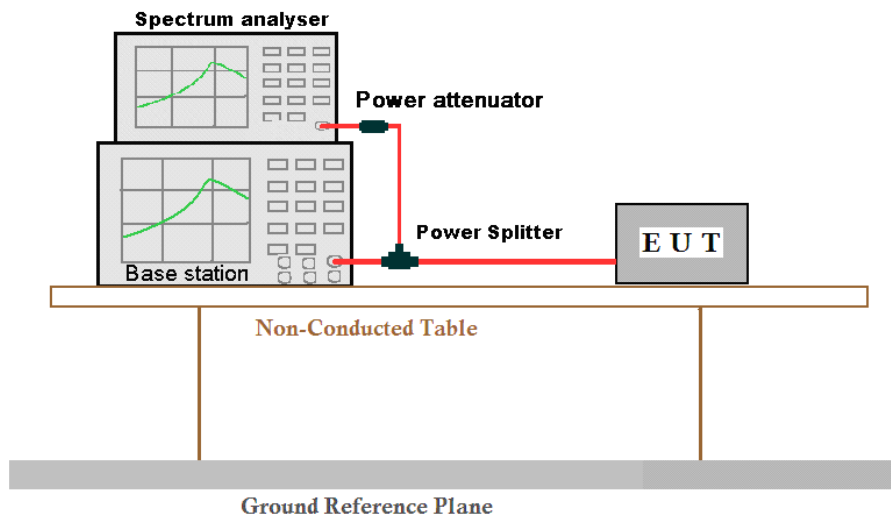 Spectrum analyser
Power attenuator
Power Splitter
E U T
Base station
Non-Conducted Table
Ground Reference Plane